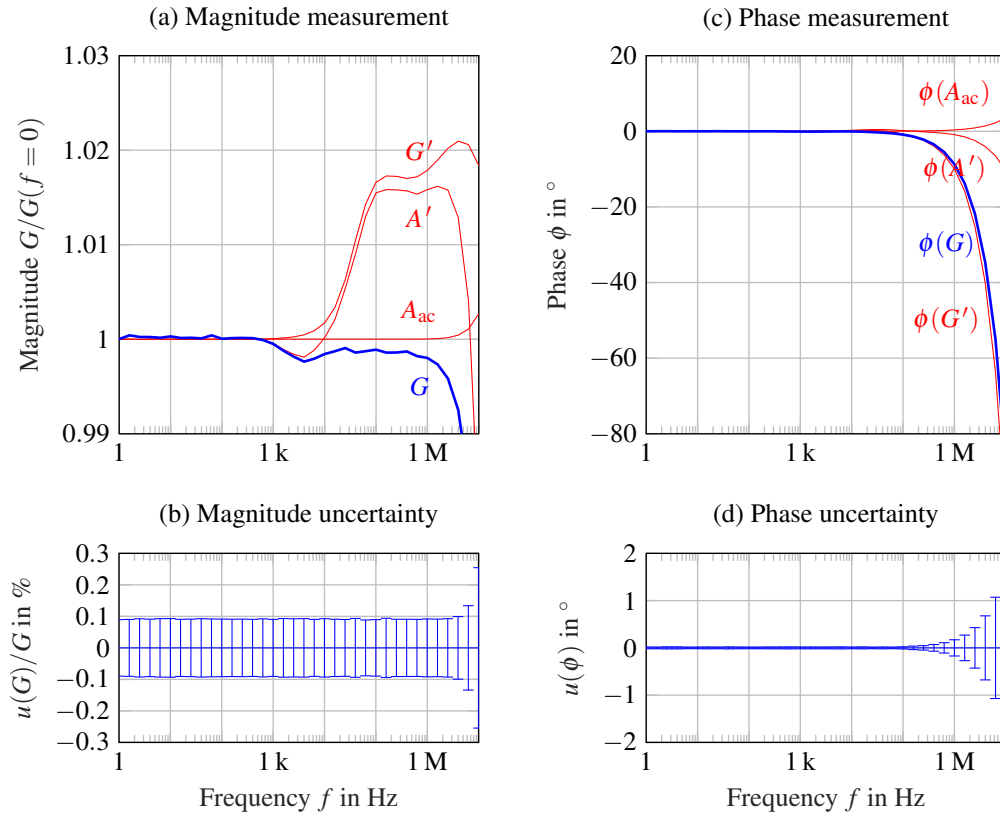 (a) Magnitude measurement
1.03
1.02
1.01
1
0.99
Magnitude G/G(f = 0)
G′
A′
A_ac
G
1
1 k
1 M
(b) Magnitude uncertainty
0.3
0.2
0.1
0
−0.1
−0.2
−0.3
u(G)/G in %
1
1 k
1 M
Frequency f in Hz
(c) Phase measurement
20
0
−20
−40
−60
−80
Phase ϕ in °
ϕ(A_ac)
ϕ(A′)
ϕ(G)
ϕ(G′)
1
1 k
1 M
(d) Phase uncertainty
2
1
0
−1
−2
u(ϕ) in °
1
1 k
1 M
Frequency f in Hz